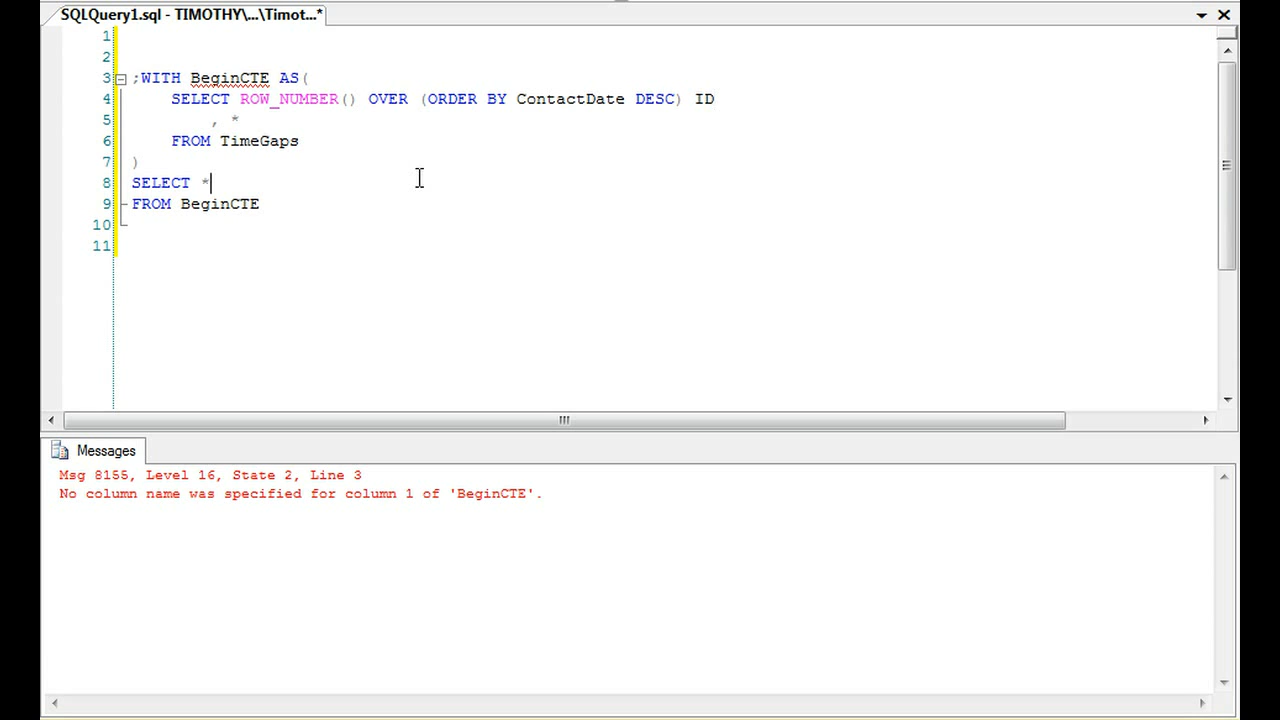 SQLQuery1.sql - TIMOTHY\...\Timot...*
1
2
3 ;WITH BeginCTE AS(
4 SELECT ROW_NUMBER() OVER (ORDER BY ContactDate DESC) ID
5 , *
6 FROM TimeGaps
7 )
8 SELECT *
9 FROM BeginCTE
10
11
Messages
Msg 8155, Level 16, State 2, Line 3
No column name was specified for column 1 of 'BeginCTE'.